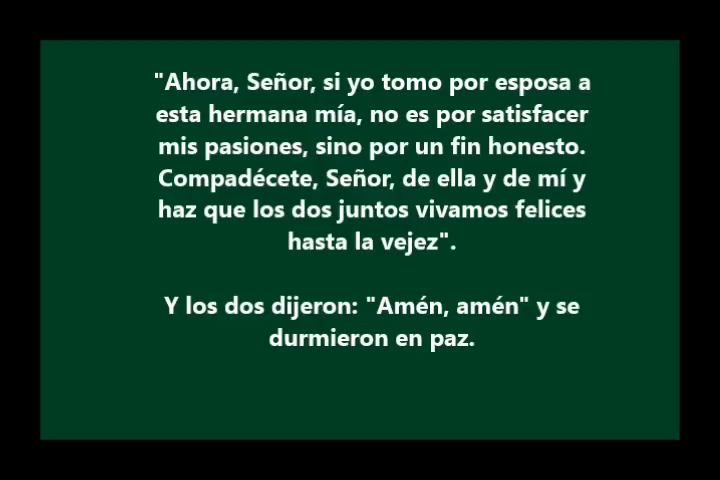 "Ahora, Señor, si yo tomo por esposa a
esta hermana mía, no es por satisfacer
mis pasiones, sino por un fin honesto.
Compadécete, Señor, de ella y de mí y
haz que los dos juntos vivamos felices
hasta la vejez".
Y los dos dijeron: "Amén, amén" y se
durmieron en paz.